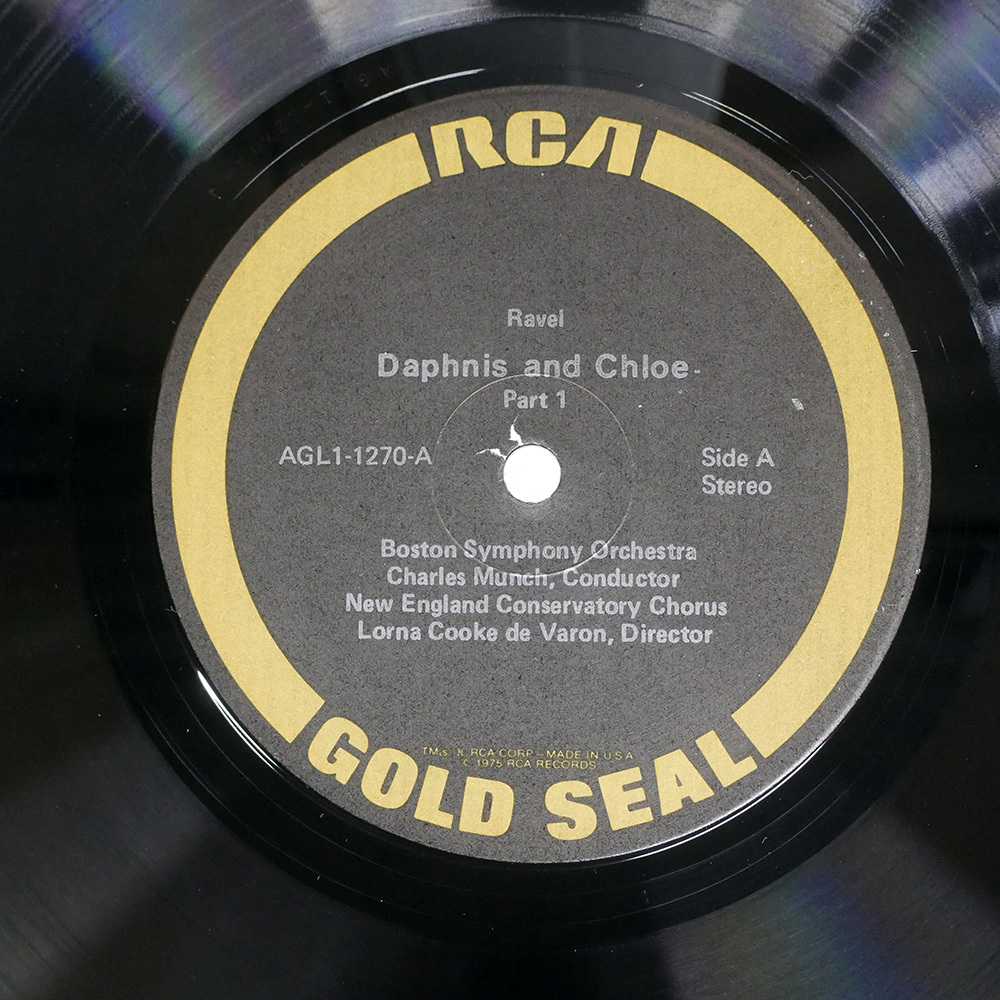 RCA
Ravel
Daphnis and Chloe-
Part 1
AGL1-1270-A
Side A
Stereo
Boston Symphony Orchestra
Charles Munch, Conductor
New England Conservatory Chorus
Lorna Cooke de Varon, Director
RCA CORP - MADE IN U S A
1975 RCA RECORDS
GOLD SEAL